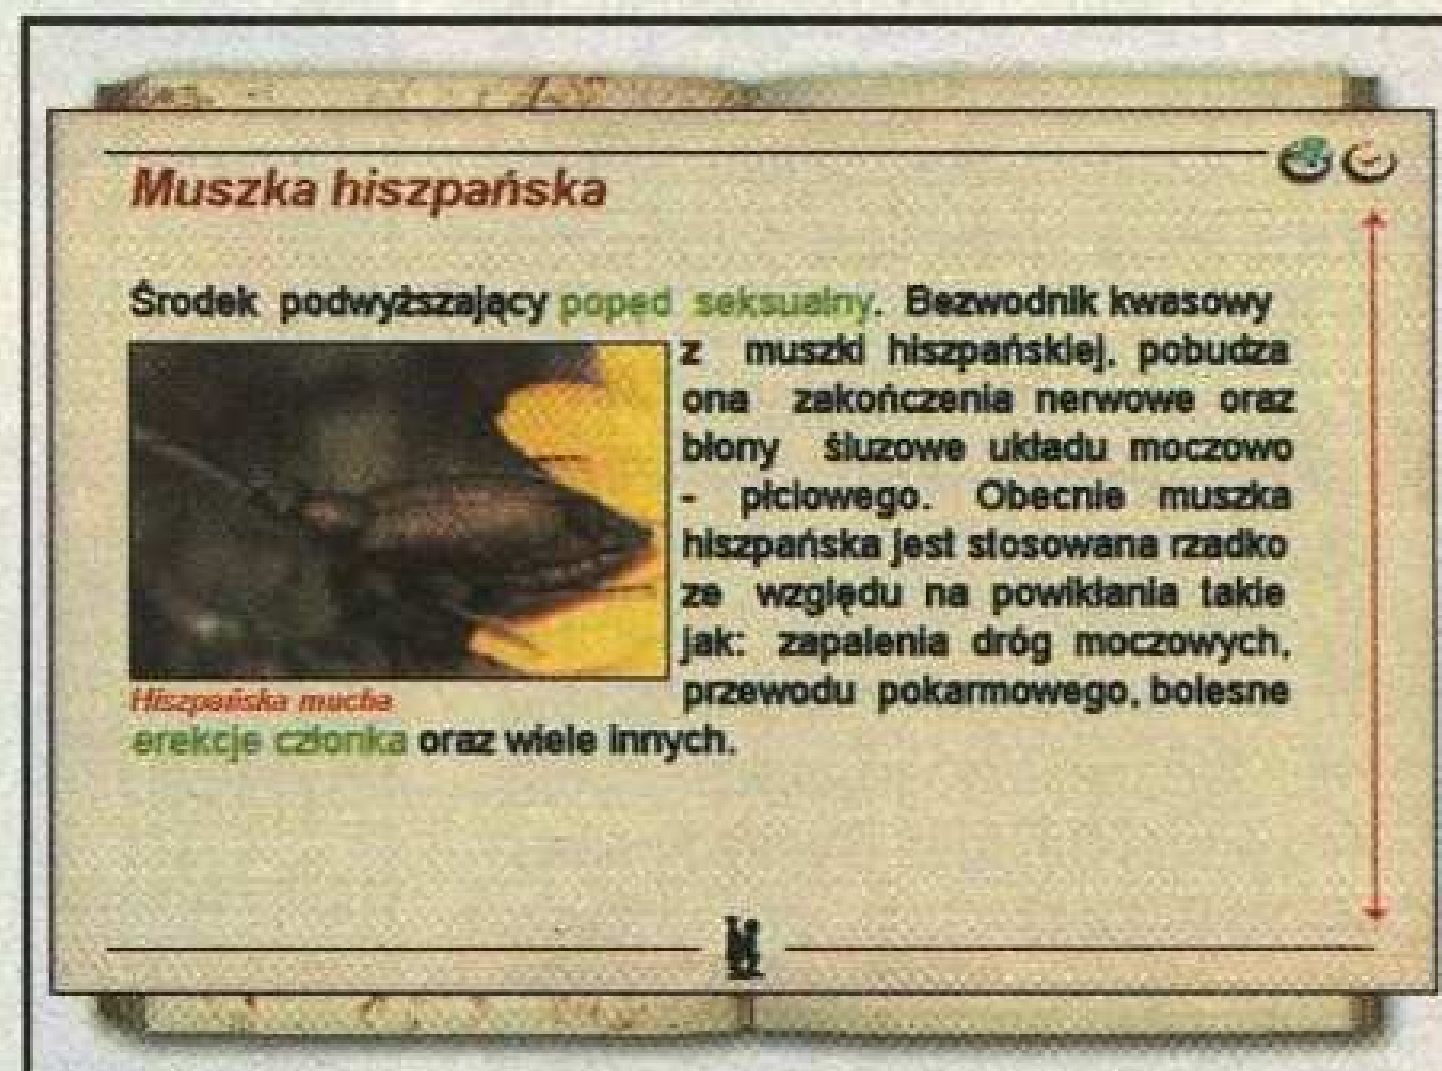 Muszka hiszpańska
Środek podwyższający popęd seksualny. Bezwodnik kwasowy
z muszki hiszpańskiej, pobudza
ona zakończenia nerwowe oraz
błony śluzowe układu moczowo
- płciowego. Obecnie muszka
hiszpańska jest stosowana rzadko
ze względu na powikłania takie
jak: zapalenia dróg moczowych,
przewodu pokarmowego, bolesne
Hiszpańska mucha
erekcje członka oraz wiele innych.